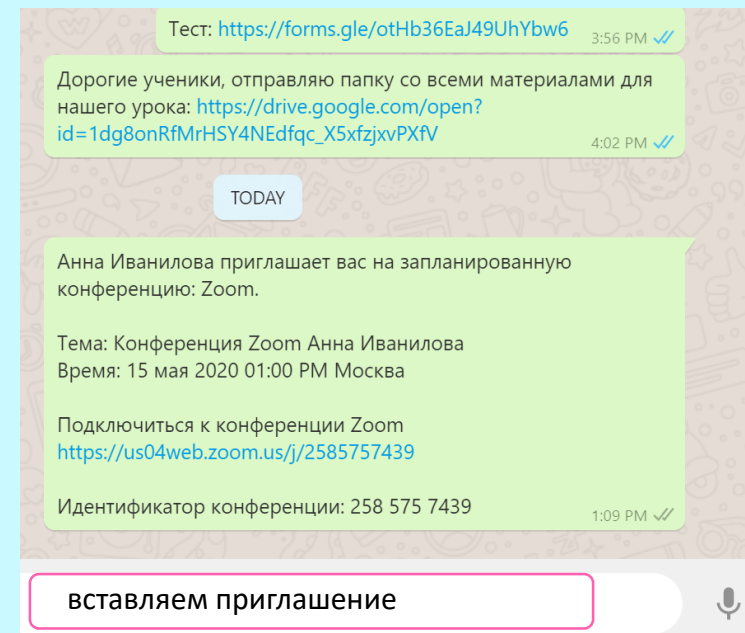 Тест: https://forms.gle/otHb36EaJ49UhYbw6
3:56 PM
Дорогие ученики, отправляю папку со всеми материалами для
нашего урока: https://drive.google.com/open?
id=1dg8onRfMrHSY4NEdfqc_X5xfzjxvPXfV
4:02 PM
TODAY
Анна Иванилова приглашает вас на запланированную
конференцию: Zoom.
Тема: Конференция Zoom Анна Иванилова
Время: 15 мая 2020 01:00 PM Москва
Подключиться к конференции Zoom
https://us04web.zoom.us/j/2585757439
Идентификатор конференции: 258 575 7439
1:09 PM
вставляем приглашение